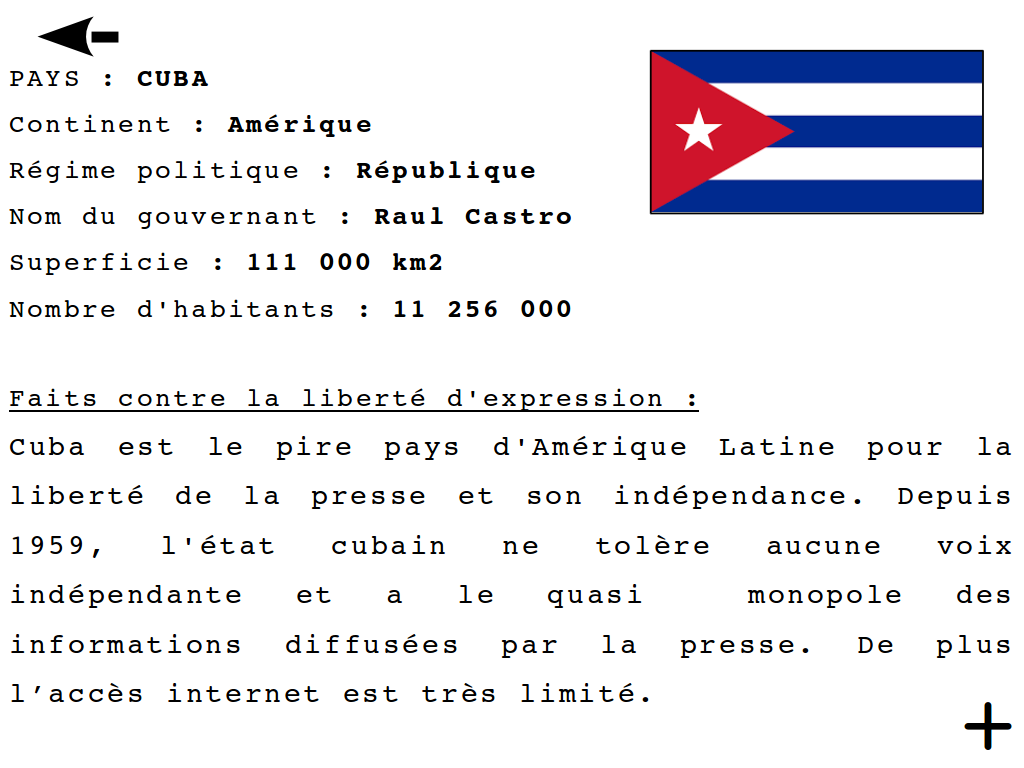 PAYS : CUBA
Continent : Amérique
Régime politique : République
Nom du gouvernant : Raul Castro
Superficie : 111 000 km2
Nombre d'habitants : 11 256 000
Faits contre la liberté d'expression :
Cuba est le pire pays d'Amérique Latine pour la
liberté de la presse et son indépendance. Depuis
1959, l'état cubain ne tolère aucune voix
indépendante et a le quasi monopole des
informations diffusées par la presse. De plus
l’accès internet est très limité.